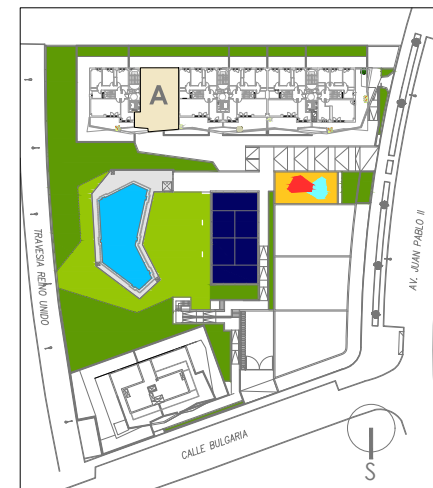 A
TRAVESIA REINO UNIDO
AV. JUAN PABLO II
CALLE BULGARIA
S